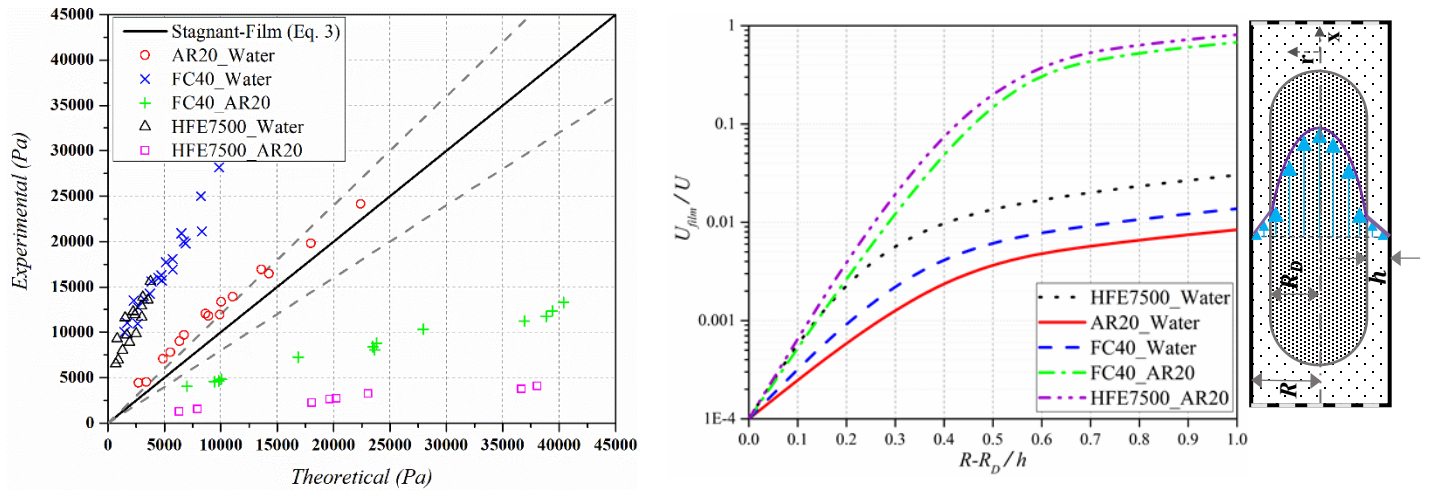 45000
40000
35000
30000
25000
20000
15000
10000
5000
0
Experimental (Pa)
Stagnant-Film (Eq. 3)
AR20_Water
FC40_Water
FC40_AR20
HFE7500_Water
HFE7500_AR20
0 5000 10000 15000 20000 25000 30000 35000 40000 45000
Theoretical (Pa)
1
0.1
0.01
0.001
1E-4
Ufilm/U
HFE7500_Water
AR20_Water
FC40_Water
FC40_AR20
HFE7500_AR20
0.0 0.1 0.2 0.3 0.4 0.5 0.6 0.7 0.8 0.9 1.0
R-RD/h
x
r
RD
h
R